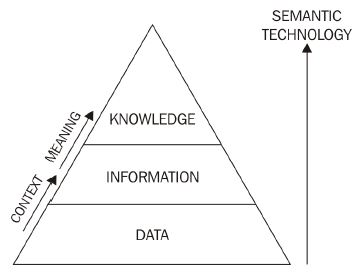 SEMANTIC
TECHNOLOGY
KNOWLEDGE
MEANING
INFORMATION
CONTEXT
DATA